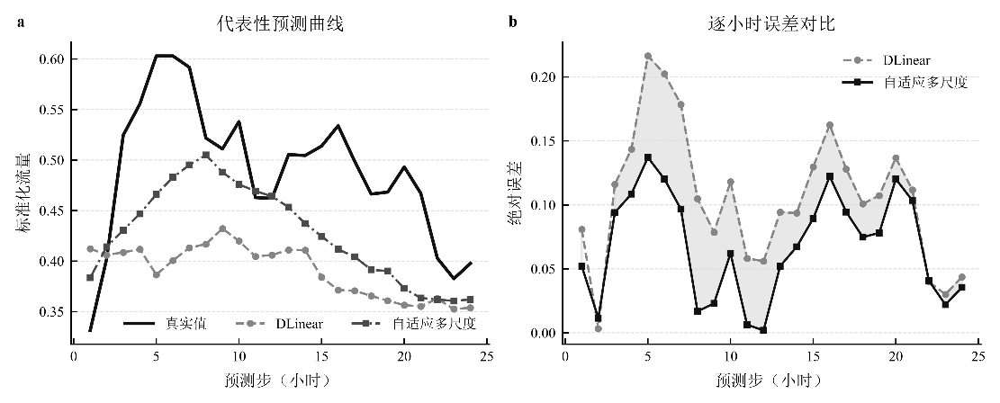 a 代表性预测曲线
0.60
0.55
0.50
0.45
0.40
0.35
标准化流量
真实值 DLinear 自适应多尺度
0 5 10 15 20 25
预测步（小时）
b 逐小时误差对比
DLinear
自适应多尺度
0.20
0.15
0.10
0.05
0.00
绝对误差
0 5 10 15 20 25
预测步（小时）